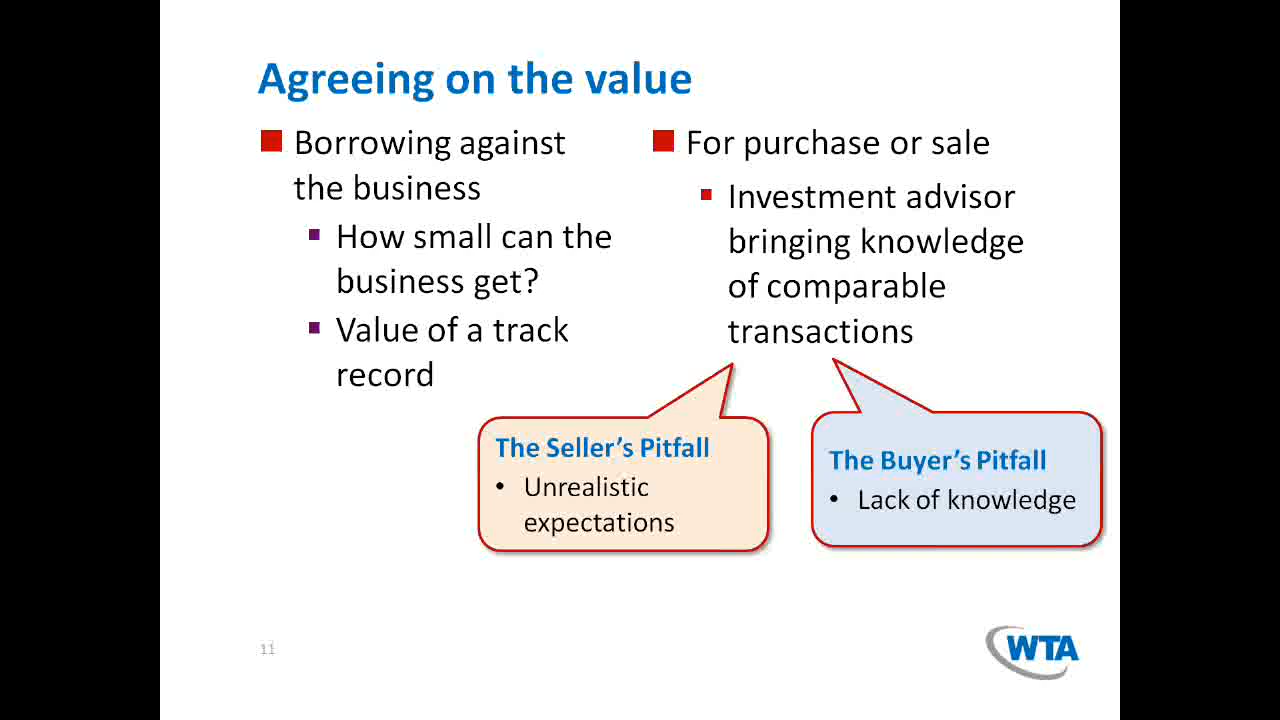 Agreeing on the value
Borrowing against
the business
How small can the
business get?
Value of a track
record
For purchase or sale
Investment advisor
bringing knowledge
of comparable
transactions
The Seller’s Pitfall
• Unrealistic
expectations
The Buyer’s Pitfall
• Lack of knowledge
11
WTA